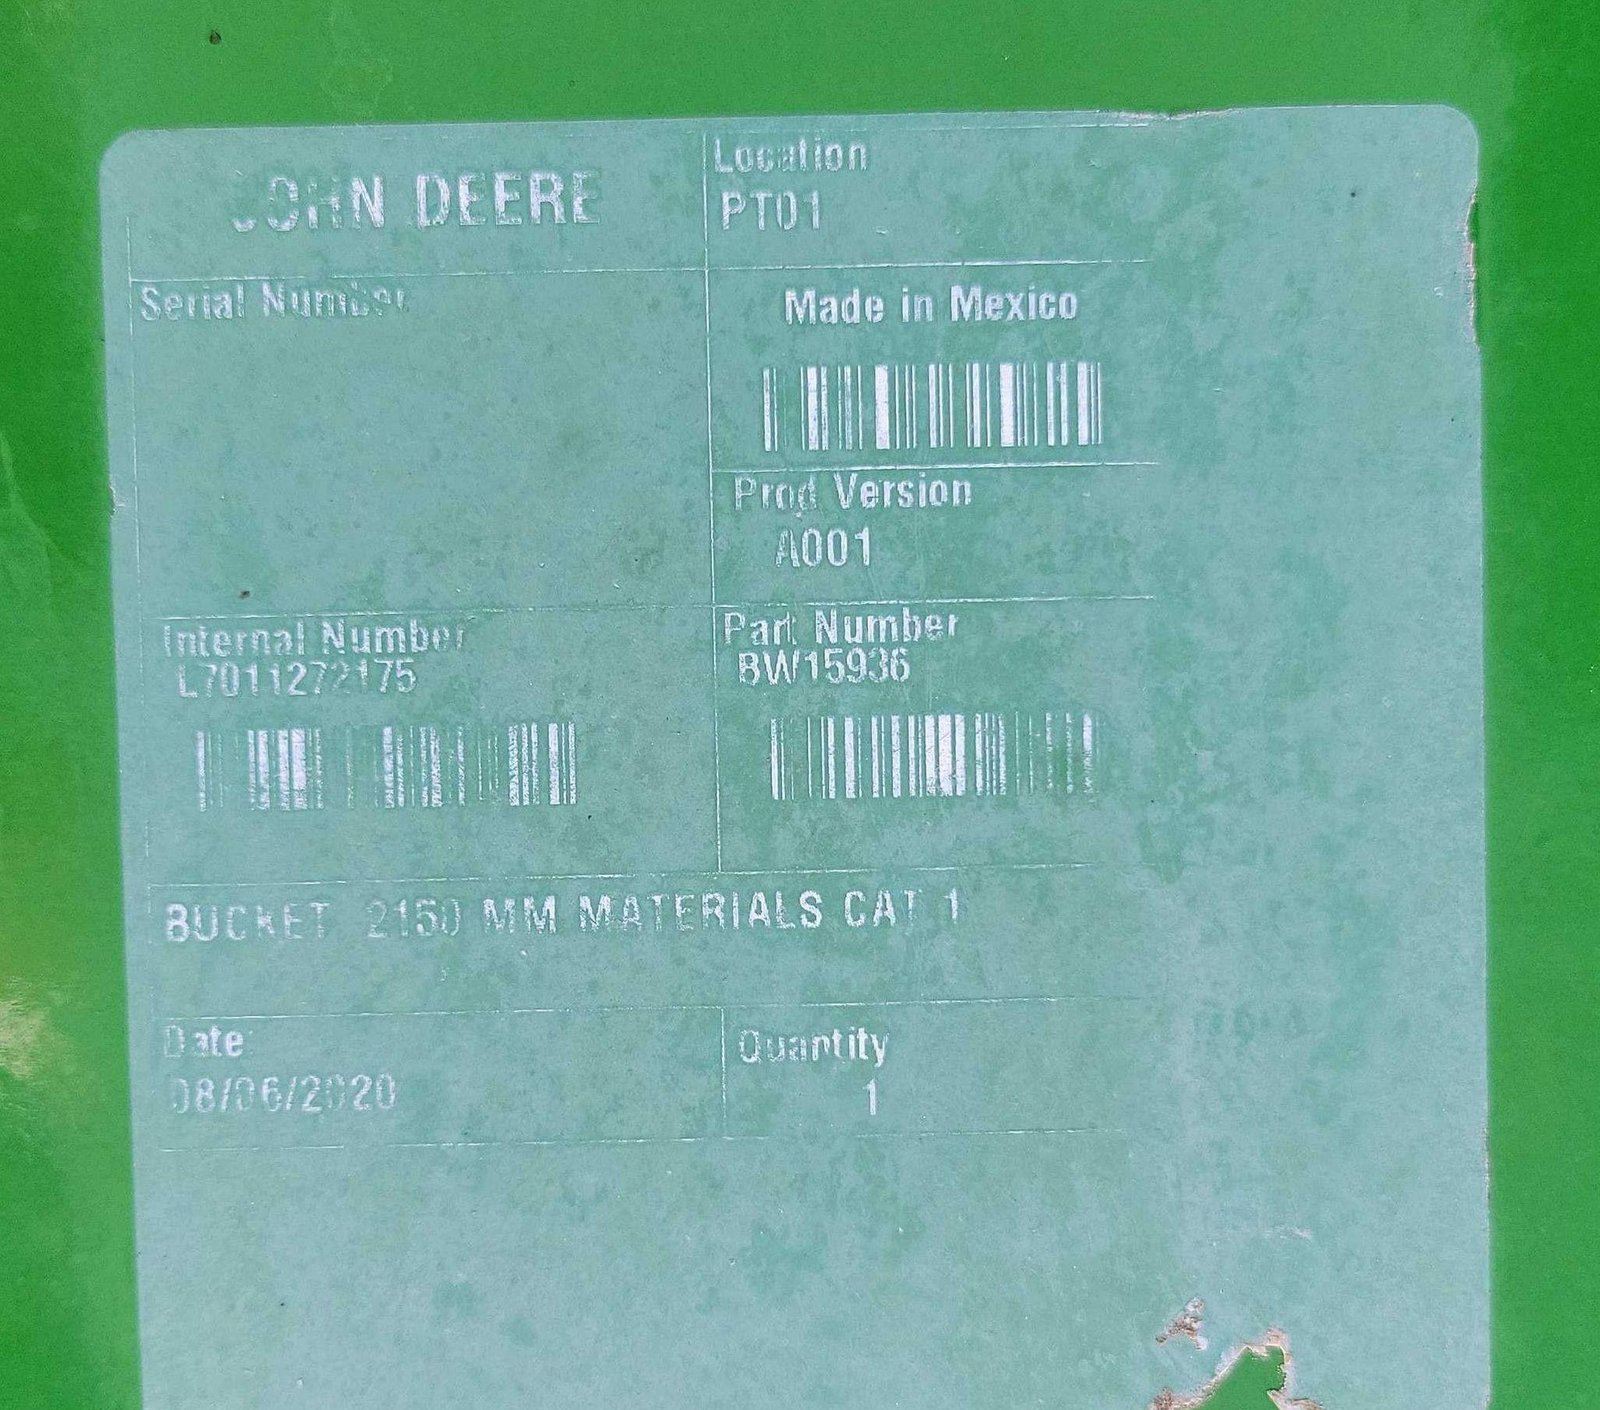 JOHN DEERE
Location
PT01
Serial Number
Made in Mexico
Prod Version
A001
Internal Number
L7011272175
Part Number
BW15936
BUCKET 2150 MM MATERIALS CAT 1
Date:
08/06/2020
Quantity
1